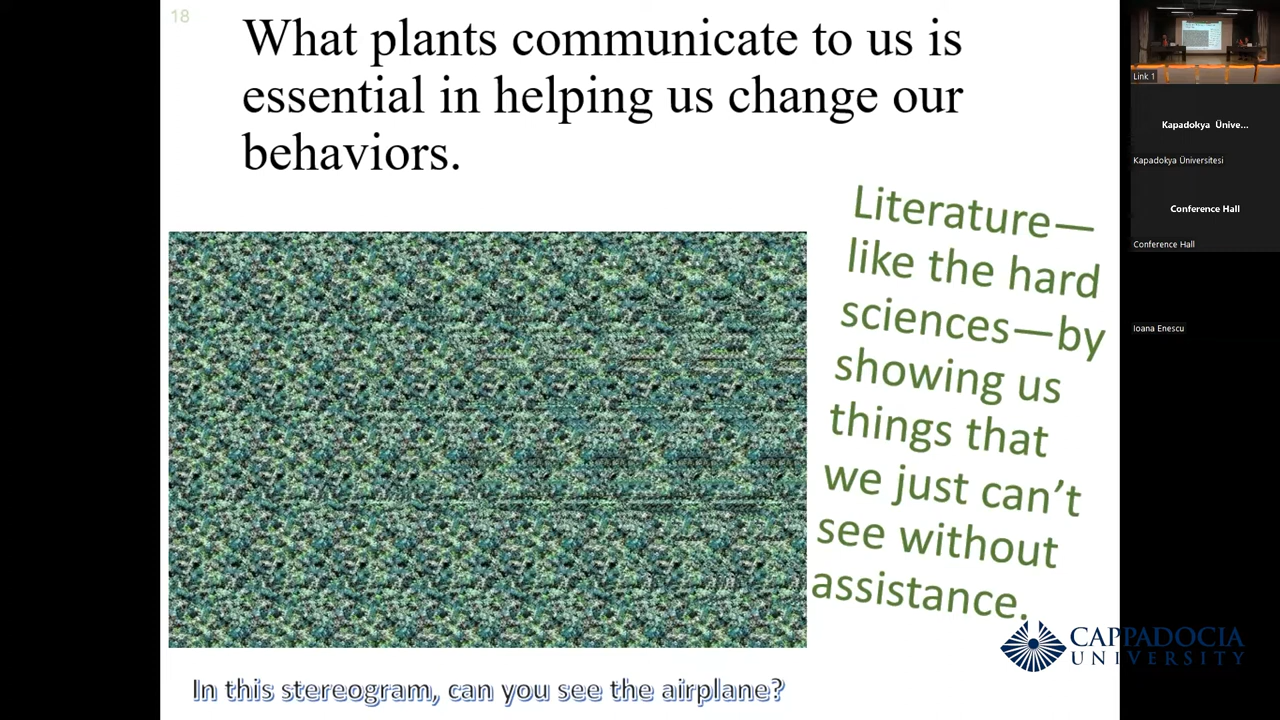 18
What plants communicate to us is
essential in helping us change our
behaviors.
Literature—
like the hard
sciences—by
showing us
things that
we just can't
see without
assistance.
In this stereogram, can you see the airplane?
CAPPADOCIA
UNIVERSITY
Link 1
Kapadokya Ünive...
Kapadokya Üniversitesi
Conference Hall
Conference Hall
Ioana Enescu